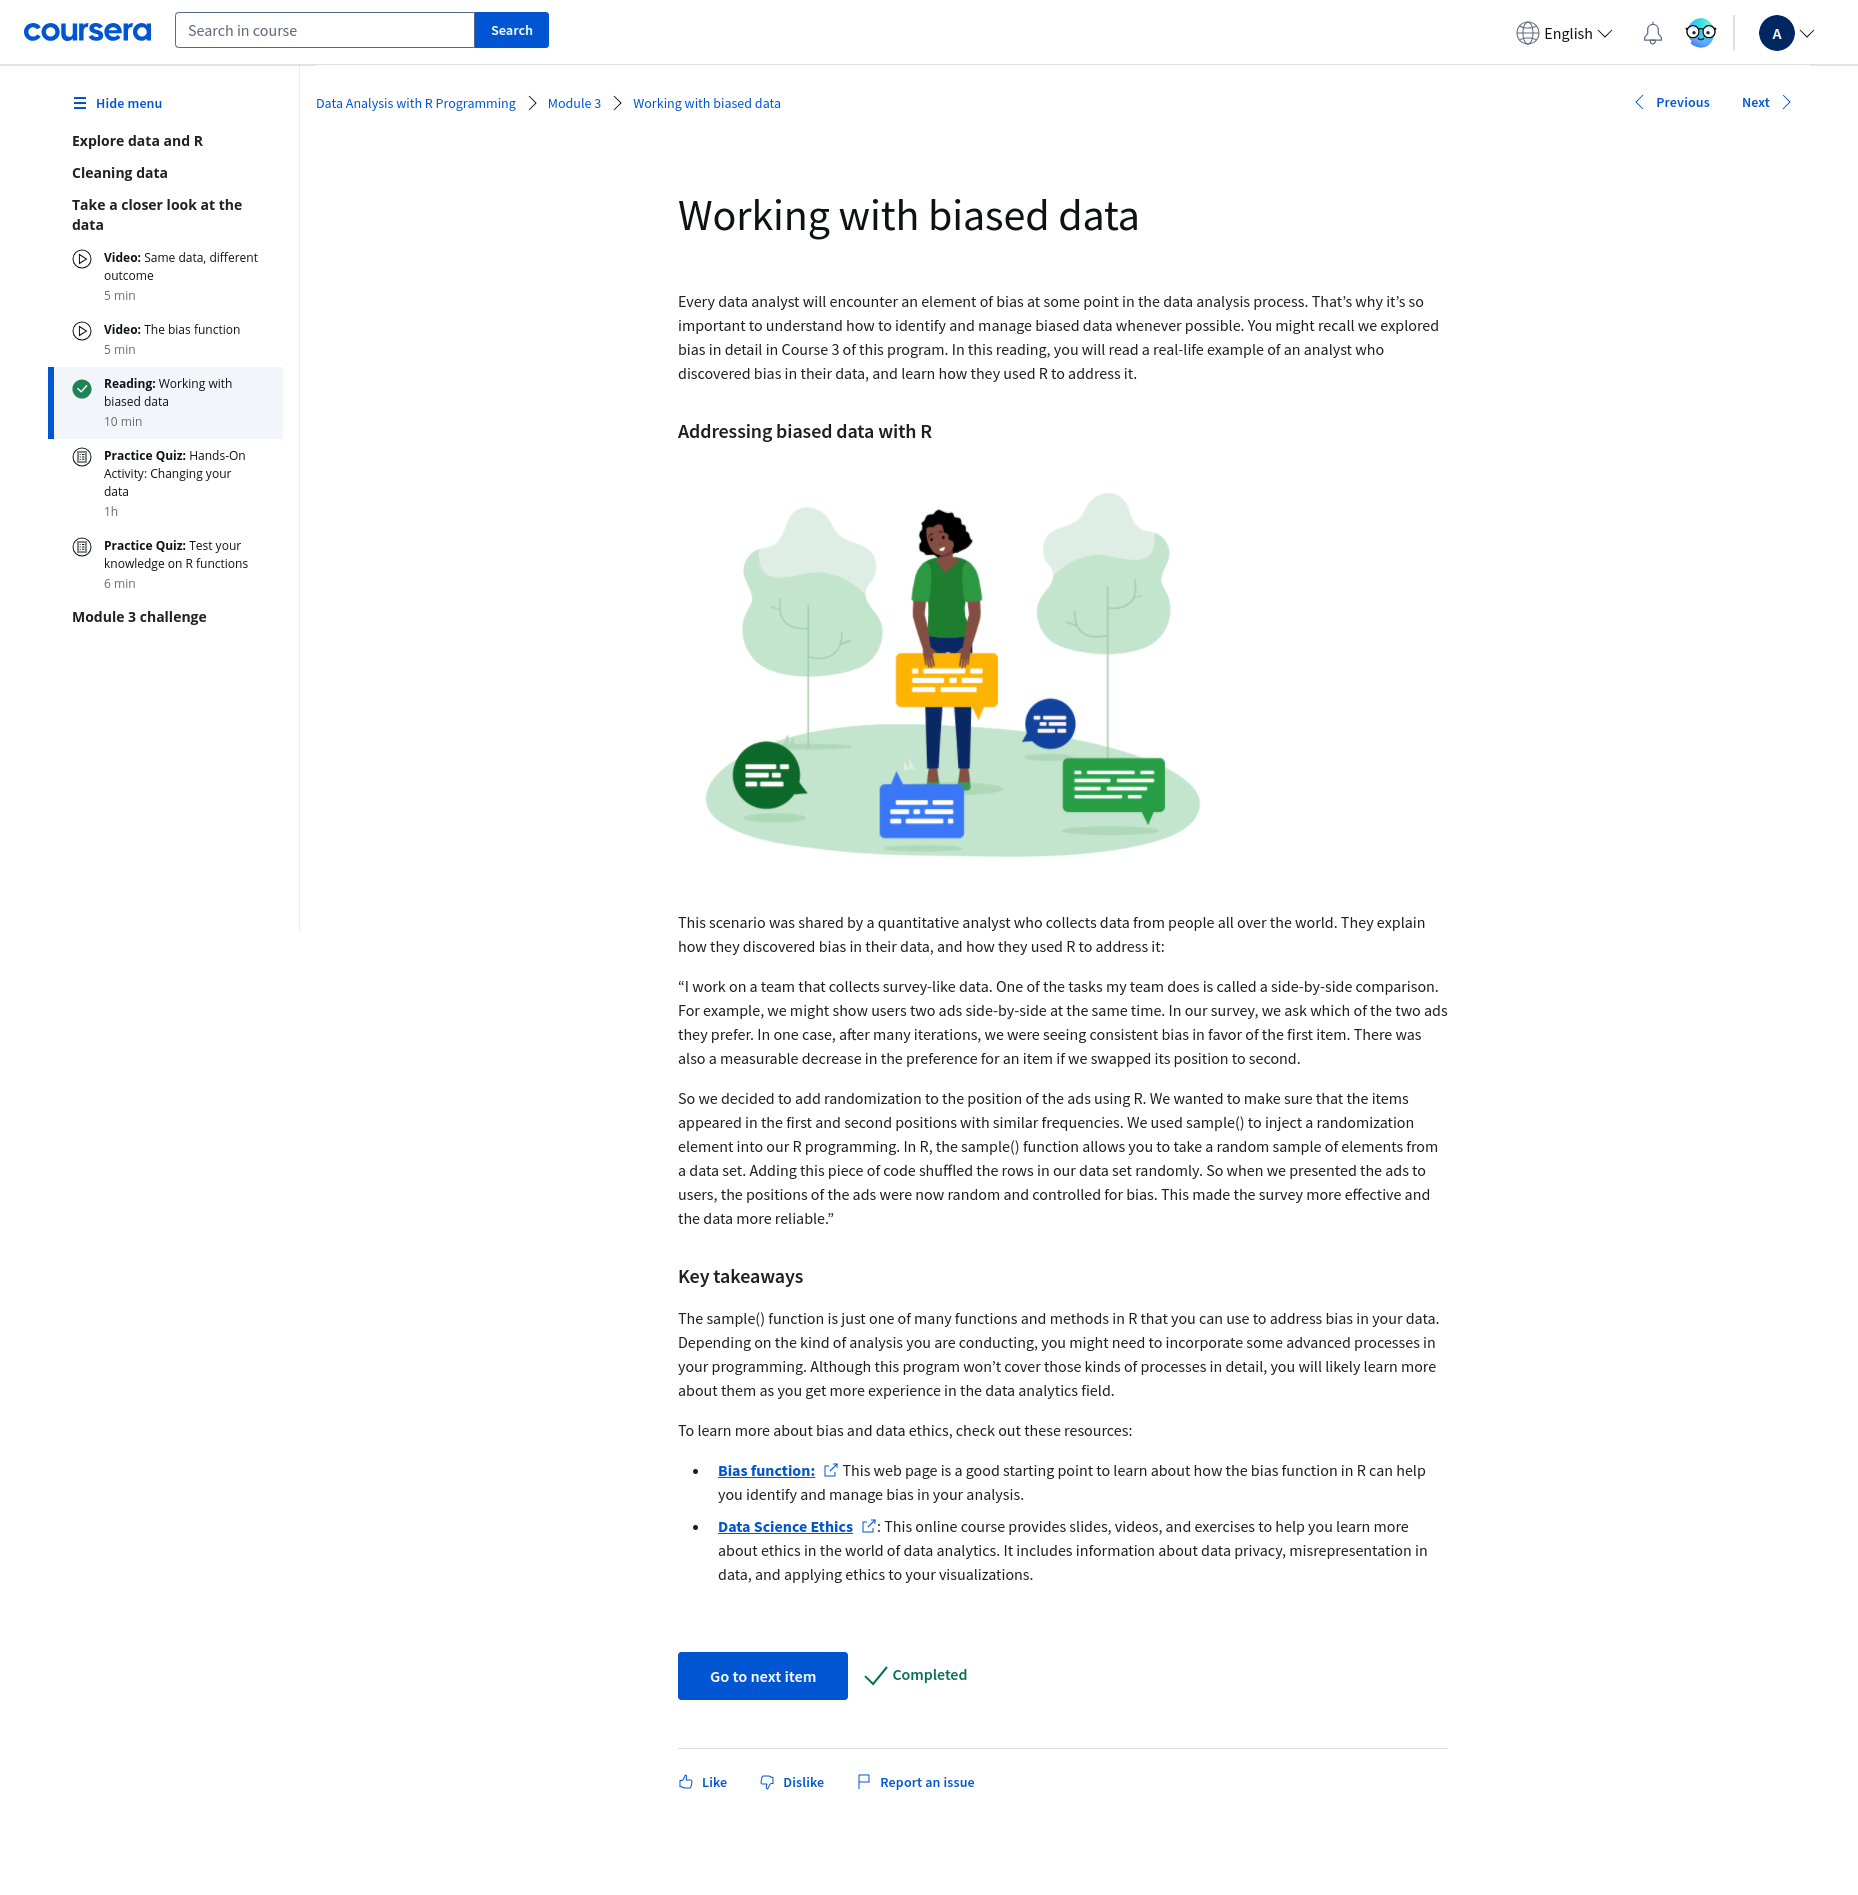 coursera
Search in course
Search
English
A
Hide menu
Explore data and R
Cleaning data
Take a closer look at the
data
Video: Same data, different
outcome
5 min
Video: The bias function
5 min
Reading: Working with
biased data
10 min
Practice Quiz: Hands-On
Activity: Changing your
data
1h
Practice Quiz: Test your
knowledge on R functions
6 min
Module 3 challenge
Data Analysis with R Programming
Module 3
Working with biased data
Previous
Next
Working with biased data
Every data analyst will encounter an element of bias at some point in the data analysis process. That’s why it’s so
important to understand how to identify and manage biased data whenever possible. You might recall we explored
bias in detail in Course 3 of this program. In this reading, you will read a real-life example of an analyst who
discovered bias in their data, and learn how they used R to address it.
Addressing biased data with R
This scenario was shared by a quantitative analyst who collects data from people all over the world. They explain
how they discovered bias in their data, and how they used R to address it:
“I work on a team that collects survey-like data. One of the tasks my team does is called a side-by-side comparison.
For example, we might show users two ads side-by-side at the same time. In our survey, we ask which of the two ads
they prefer. In one case, after many iterations, we were seeing consistent bias in favor of the first item. There was
also a measurable decrease in the preference for an item if we swapped its position to second.
So we decided to add randomization to the position of the ads using R. We wanted to make sure that the items
appeared in the first and second positions with similar frequencies. We used sample() to inject a randomization
element into our R programming. In R, the sample() function allows you to take a random sample of elements from
a data set. Adding this piece of code shuffled the rows in our data set randomly. So when we presented the ads to
users, the positions of the ads were now random and controlled for bias. This made the survey more effective and
the data more reliable.”
Key takeaways
The sample() function is just one of many functions and methods in R that you can use to address bias in your data.
Depending on the kind of analysis you are conducting, you might need to incorporate some advanced processes in
your programming. Although this program won’t cover those kinds of processes in detail, you will likely learn more
about them as you get more experience in the data analytics field.
To learn more about bias and data ethics, check out these resources:
• Bias function: This web page is a good starting point to learn about how the bias function in R can help
you identify and manage bias in your analysis.
• Data Science Ethics : This online course provides slides, videos, and exercises to help you learn more
about ethics in the world of data analytics. It includes information about data privacy, misrepresentation in
data, and applying ethics to your visualizations.
Go to next item
Completed
Like
Dislike
Report an issue